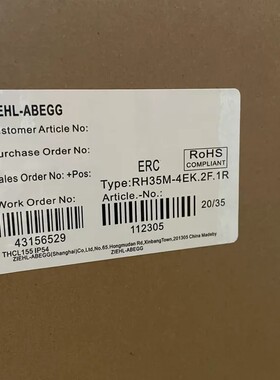 EHL-ABEGG
ustomer Article No:
urchase Order No:
ales Order No: +Pos:
ERC
RoHS
COMPLIANT
Type:RH35M-4EK.2F.1R
Work Order No:
Article.-No.:
20/35
43156529
112305
THCL155 IP54
ZIEHL-ABEGG(Shanghai)Co,Ltd,No.65.Hongmudan Rd,XinbangTown,201303 China Madeby
ZIEHL-ABEGG